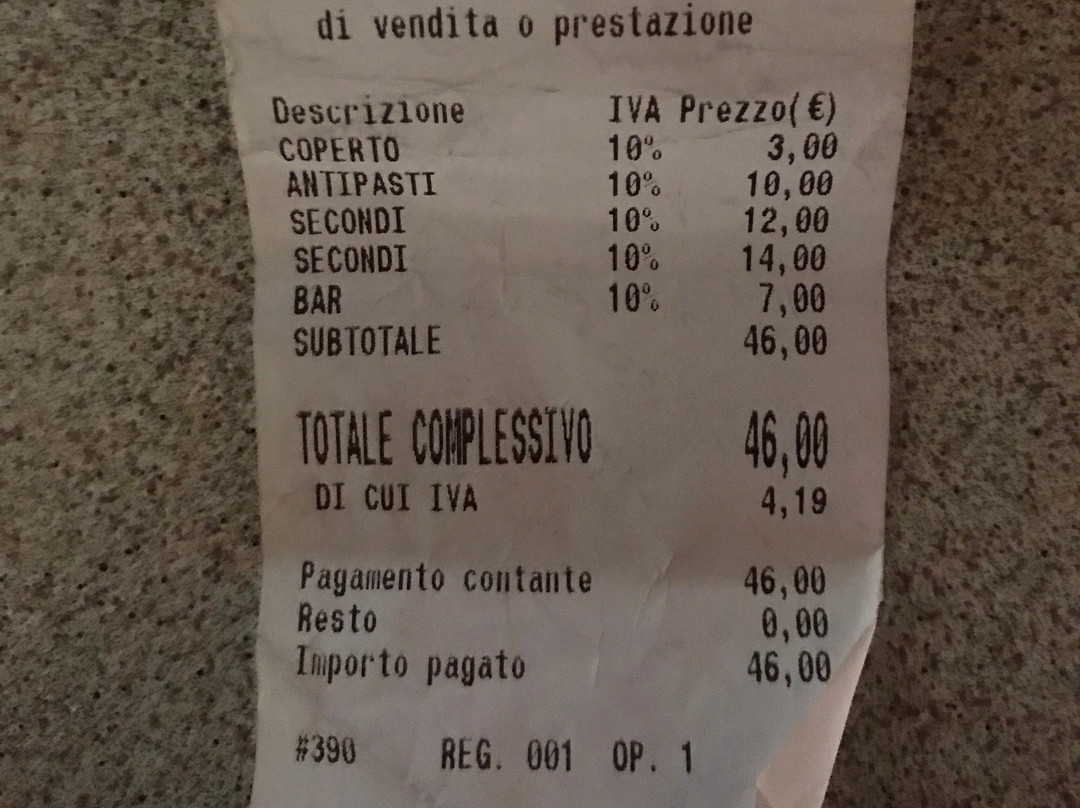 di vendita o prestazione
Descrizione IVA Prezzo(€)
COPERTO 10% 3,00
ANTIPASTI 10% 10,00
SECONDI 10% 12,00
SECONDI 10% 14,00
BAR 10% 7,00
SUBTOTALE 46,00
TOTALE COMPLESSIVO 46,00
DI CUI IVA 4,19
Pagamento contante 46,00
Resto 0,00
Importo pagato 46,00
#390 REG. 001 OP. 1